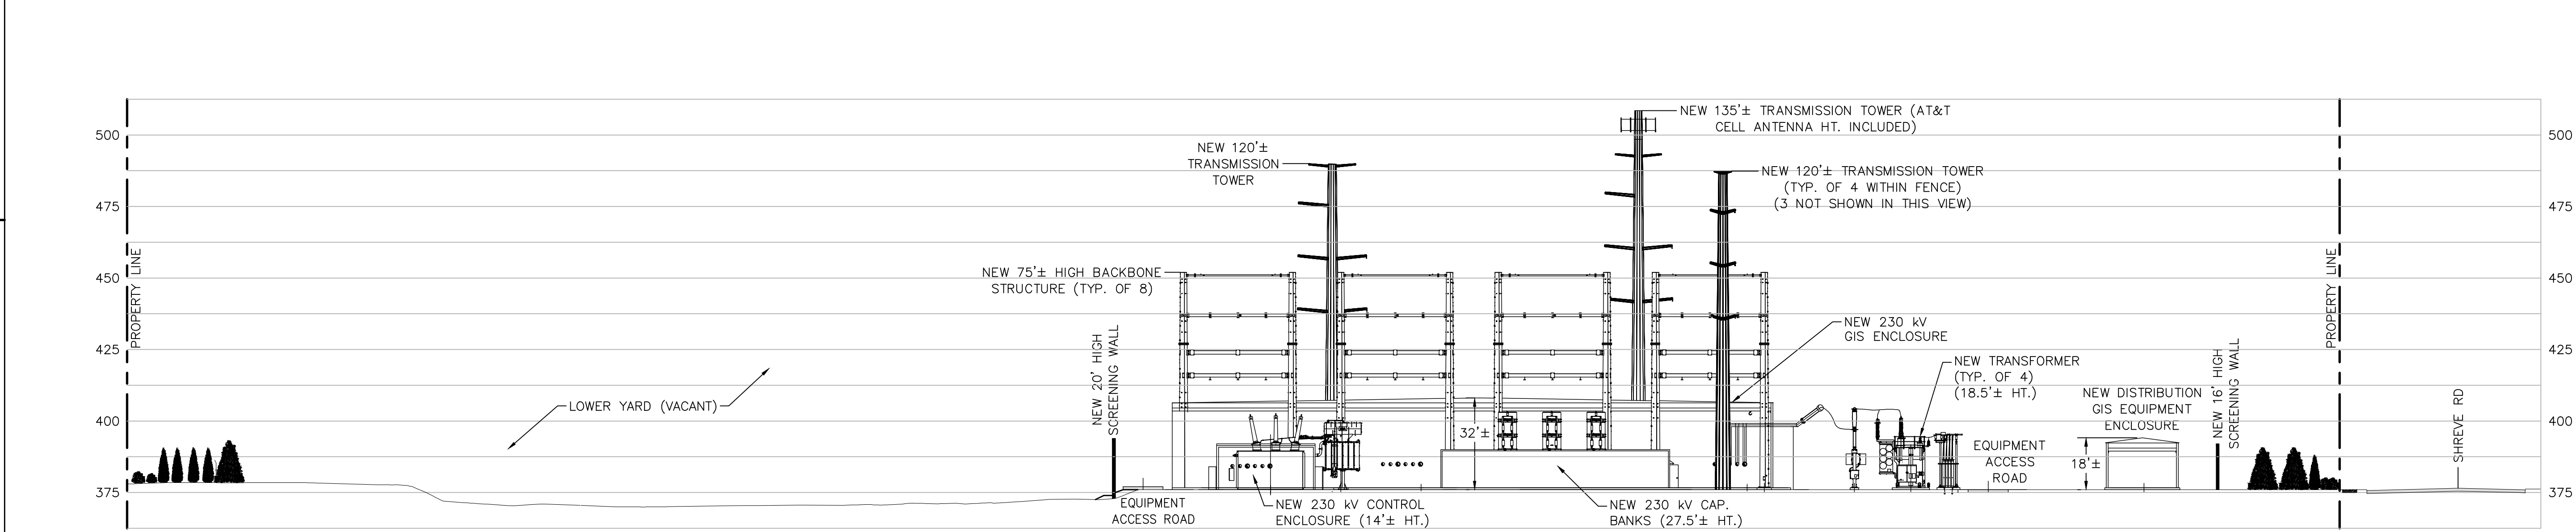 NEW 135'± TRANSMISSION TOWER (AT&T
CELL ANTENNA HT. INCLUDED)
500
500
NEW 120'±
TRANSMISSION
TOWER
NEW 120'± TRANSMISSION TOWER
(TYP. OF 4 WITHIN FENCE)
(3 NOT SHOWN IN THIS VIEW)
475
475
PROPERTY LINE
PROPERTY LINE
NEW 75'± HIGH BACKBONE
STRUCTURE (TYP. OF 8)
450
450
NEW 230 kV
GIS ENCLOSURE
425
425
NEW 20' HIGH
SCREENING WALL
NEW TRANSFORMER
(TYP. OF 4)
(18.5'± HT.)
NEW 16' HIGH
SCREENING WALL
NEW DISTRIBUTION
GIS EQUIPMENT
ENCLOSURE
SHREVE RD
LOWER YARD (VACANT)
400
400
32'±
EQUIPMENT
ACCESS
ROAD
18'±
375
375
EQUIPMENT
ACCESS ROAD
NEW 230 kV CONTROL
ENCLOSURE (14'± HT.)
NEW 230 kV CAP.
BANKS (27.5'± HT.)